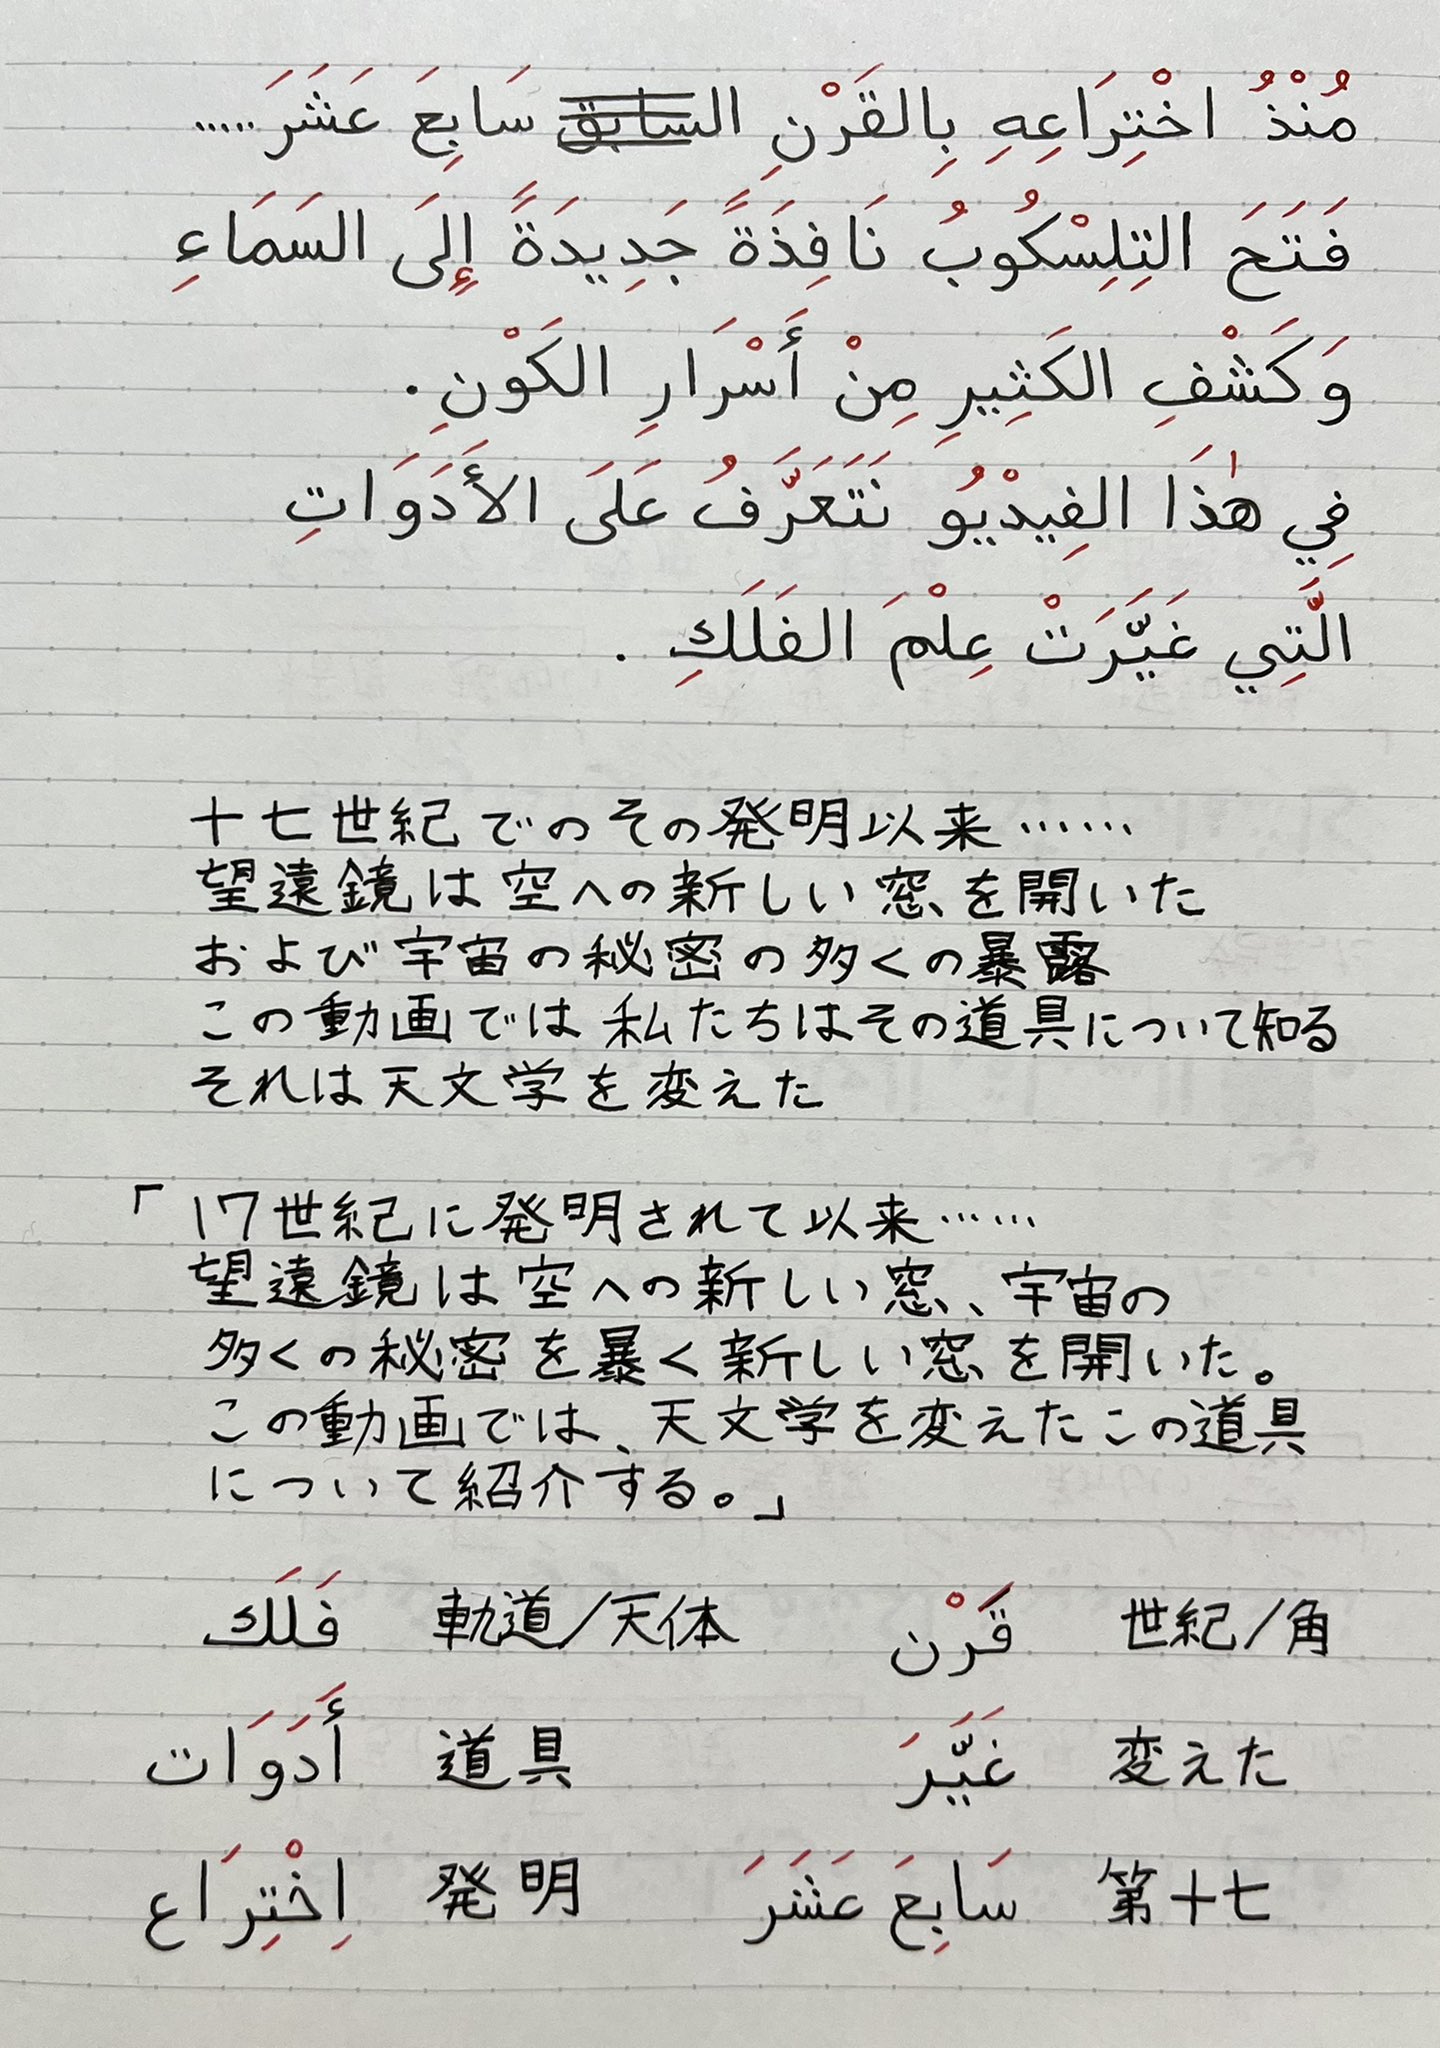 مُنْذُ اخْتِرَاعِهِ بِالقَرْنِ السابق سَابِعَ عَشَرَ.....
فَتَحَ التِلِسْكُوبُ نَافِذَةً جَدِيدَةً إِلَى السَمَاءِ
وَكَشْفِ الكَثِيرِ مِنْ أَسْرَارِ الكَوْنِ.
فِي هٰذَا الفِيدْيُو نَتَعَرَّفُ عَلَى الأَدَوَاتِ
الَّتِي غَيَّرَتْ عِلْمَ الفَلَكِ.
十七世紀でのその発明以来……
望遠鏡は空への新しい窓を開いた
および宇宙の秘密の多くの暴露
この動画では私たちはその道具について知る
それは天文学を変えた
「17世紀に発明されて以来……
望遠鏡は空への新しい窓、宇宙の
多くの秘密を暴く新しい窓を開いた。
この動画では、天文学を変えたこの道具
について紹介する。」
فَلَك 軌道/天体 قَرْن 世紀/角
أَدَوَات 道具 غَيَّرَ 変えた
اِخْتِرَاع 発明 سَابِعَ عَشَرَ 第十七